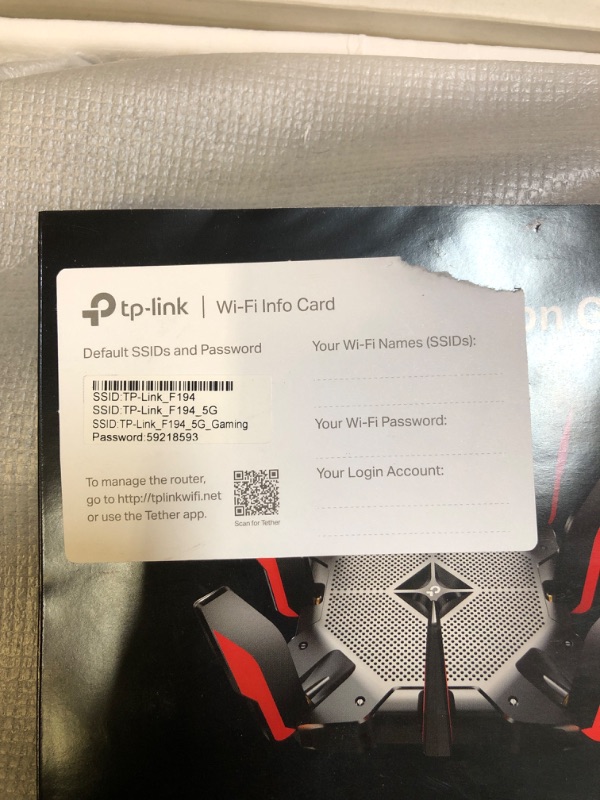 tp-link | Wi-Fi Info Card
Default SSIDs and Password
SSID:TP-Link_F194
SSID:TP-Link_F194_5G
SSID:TP-Link_F194_5G_Gaming
Password:59218593
To manage the router,
go to http://tplinkwifi.net
or use the Tether app.
Scan for Tether
Your Wi-Fi Names (SSIDs):
Your Wi-Fi Password:
Your Login Account: